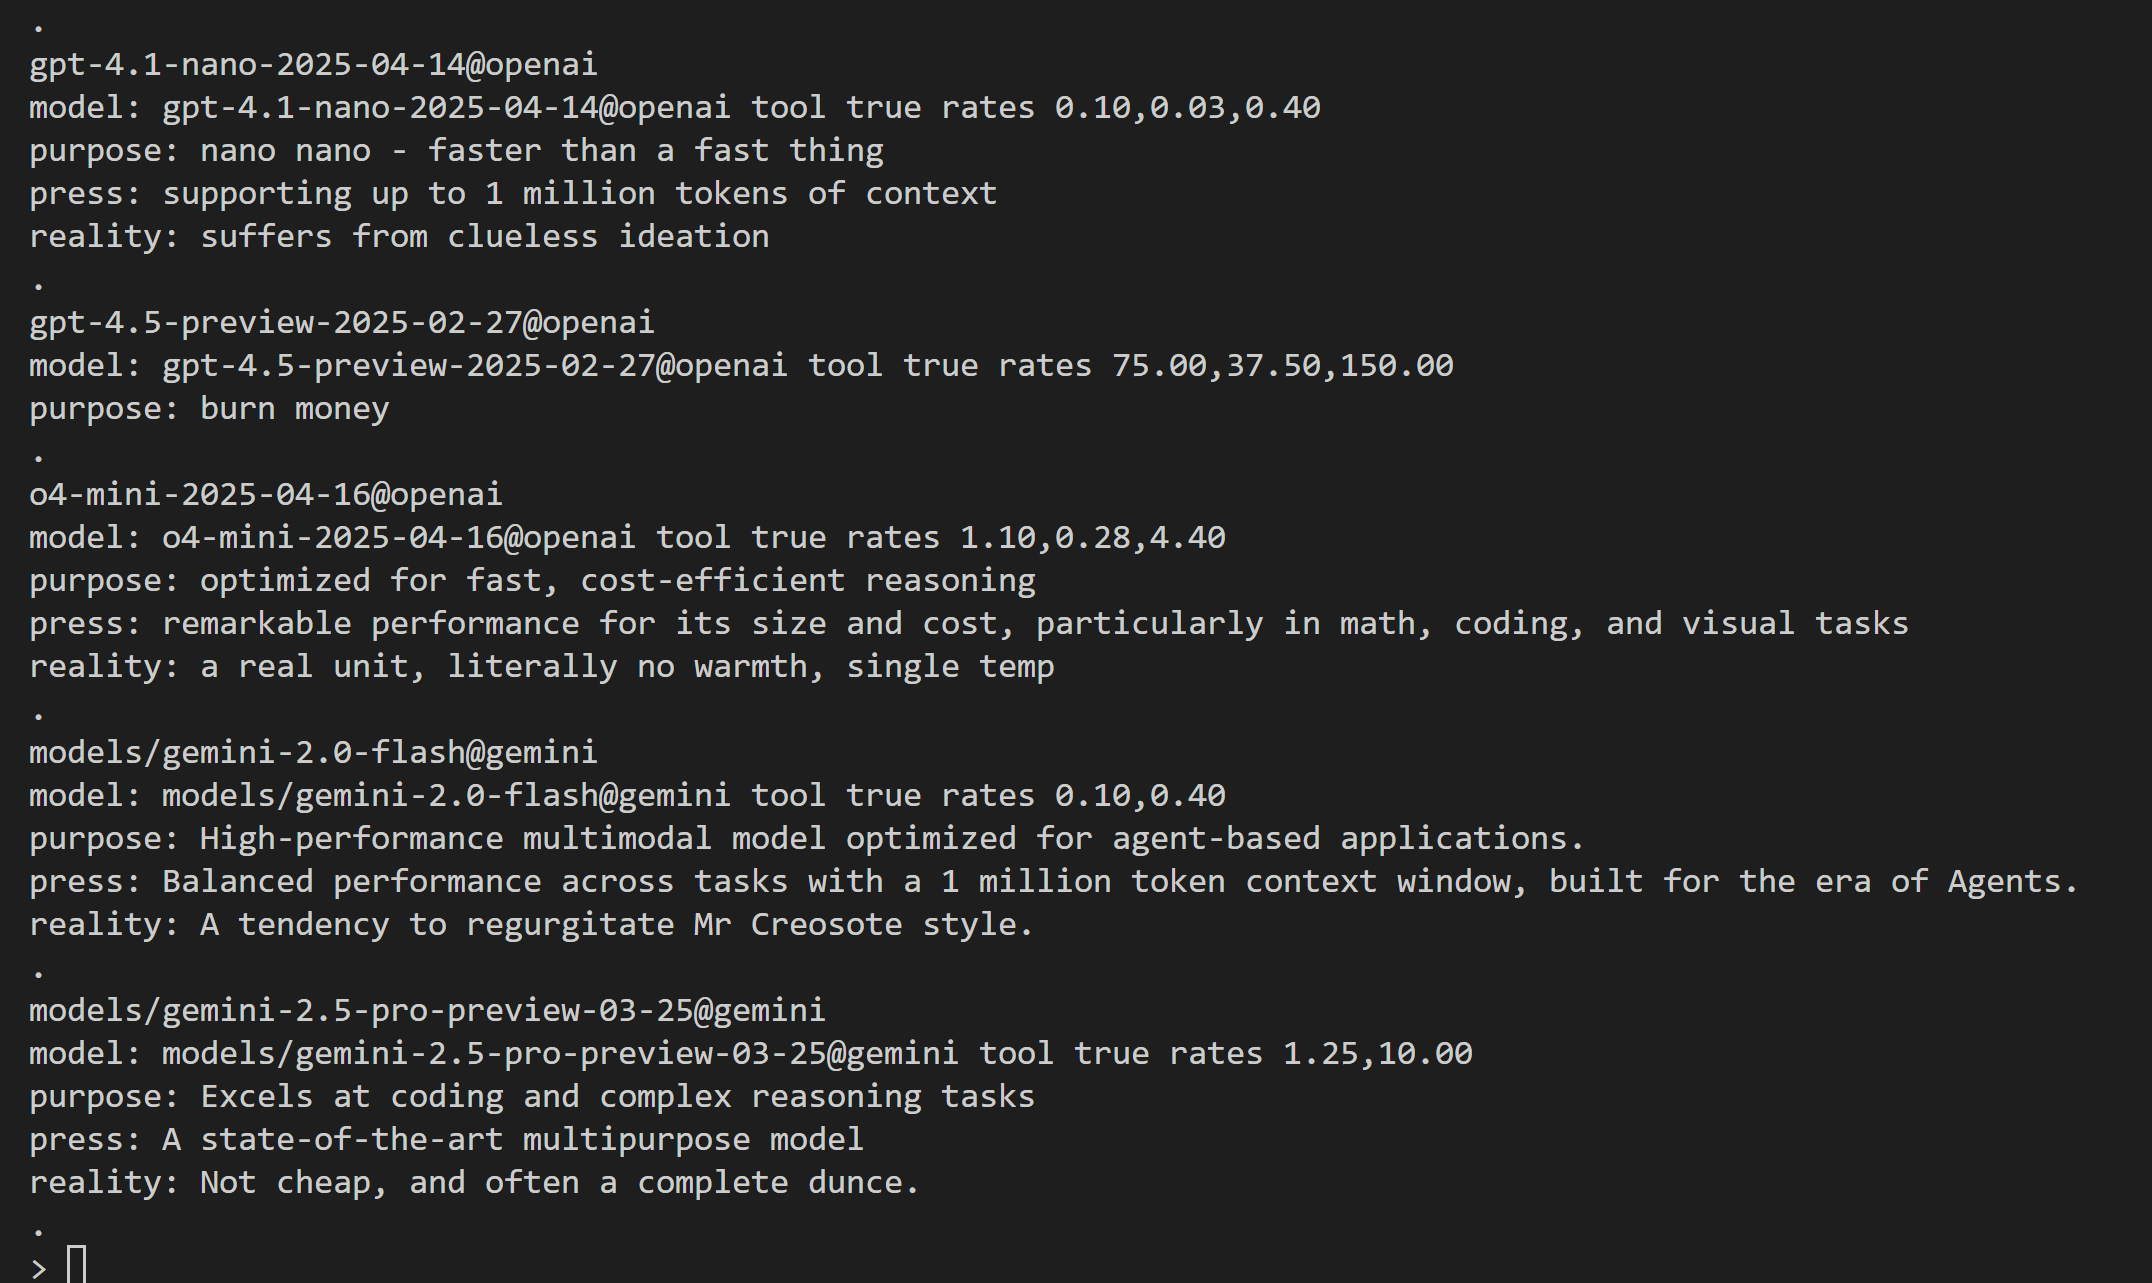 .
gpt-4.1-nano-2025-04-14@openai
model: gpt-4.1-nano-2025-04-14@openai tool true rates 0.10,0.03,0.40
purpose: nano nano - faster than a fast thing
press: supporting up to 1 million tokens of context
reality: suffers from clueless ideation
.
gpt-4.5-preview-2025-02-27@openai
model: gpt-4.5-preview-2025-02-27@openai tool true rates 75.00,37.50,150.00
purpose: burn money
.
o4-mini-2025-04-16@openai
model: o4-mini-2025-04-16@openai tool true rates 1.10,0.28,4.40
purpose: optimized for fast, cost-efficient reasoning
press: remarkable performance for its size and cost, particularly in math, coding, and visual tasks
reality: a real unit, literally no warmth, single temp
.
models/gemini-2.0-flash@gemini
model: models/gemini-2.0-flash@gemini tool true rates 0.10,0.40
purpose: High-performance multimodal model optimized for agent-based applications.
press: Balanced performance across tasks with a 1 million token context window, built for the era of Agents.
reality: A tendency to regurgitate Mr Creosote style.
.
models/gemini-2.5-pro-preview-03-25@gemini
model: models/gemini-2.5-pro-preview-03-25@gemini tool true rates 1.25,10.00
purpose: Excels at coding and complex reasoning tasks
press: A state-of-the-art multipurpose model
reality: Not cheap, and often a complete dunce.
.
>